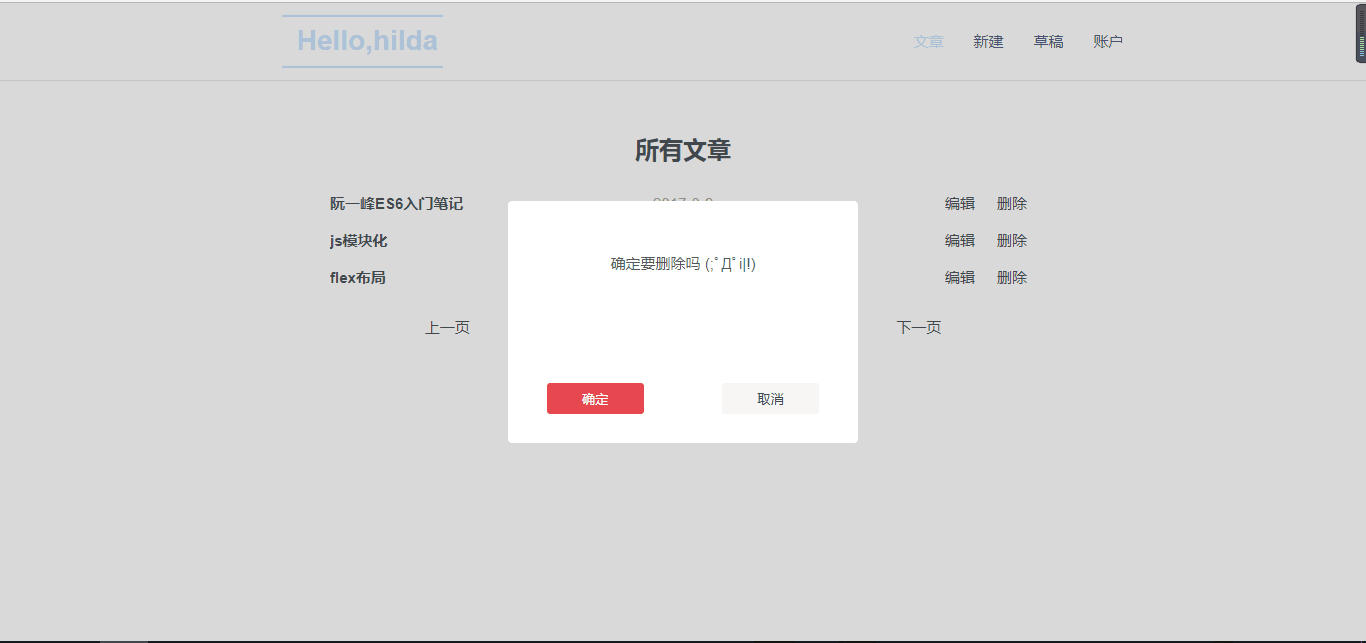 Hello,hilda
文章 新建 草稿 账户
所有文章
阮一峰ES6入门笔记 编辑 删除
js模块化 编辑 删除
flex布局 编辑 删除
确定要删除吗 (;ﾟДﾟi|!)
上一页 下一页
确定 取消